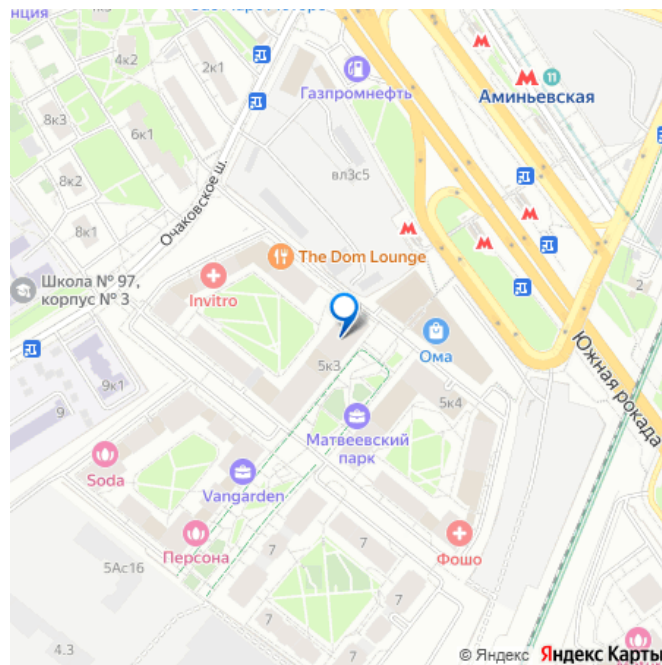 нция
4к2
2к1
Газпромнефть
М
М
11
Аминьевская
8к3
6к1
8к2
вл3с5
8к1
Очаковское ш.
М
М
М
2
The Dom Lounge
Школа № 97,
корпус № 3
Invitro
Ома
Южная рокада
5к3
9к1
9
5к4
Матвеевский
парк
Soda
Vangarden
Персона
Фошо
7
5Ас16
7
7
7
4.3
© Яндекс Яндекс Карты